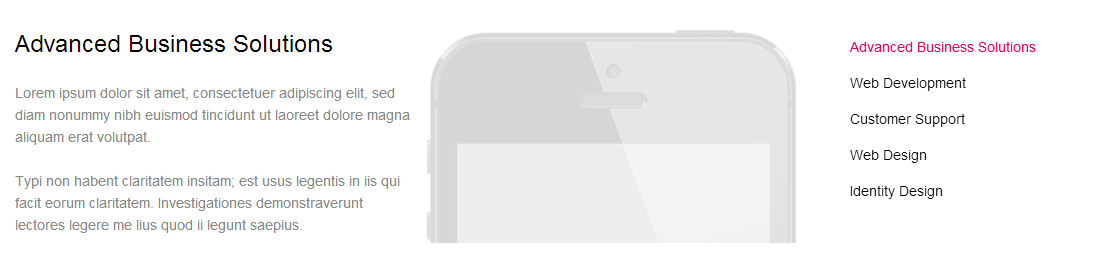 Advanced Business Solutions
Lorem ipsum dolor sit amet, consectetuer adipiscing elit, sed
diam nonummy nibh euismod tincidunt ut laoreet dolore magna
aliquam erat volutpat.
Typi non habent claritatem insitam; est usus legentis in iis qui
facit eorum claritatem. Investigationes demonstraverunt
lectores legere me lius quod ii legunt saepius.
Advanced Business Solutions
Web Development
Customer Support
Web Design
Identity Design